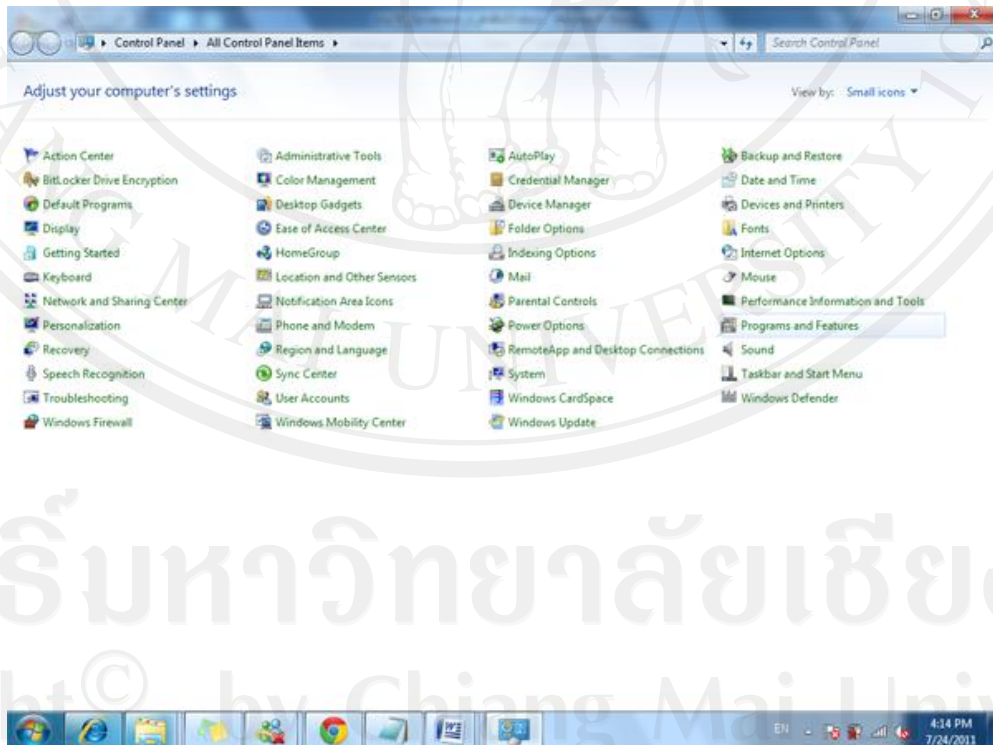 Control Panel ▸ All Control Panel Items ▸
Search Control Panel
Adjust your computer's settings
View by: Small icons
Action Center
Administrative Tools
AutoPlay
Backup and Restore
BitLocker Drive Encryption
Color Management
Credential Manager
Date and Time
Default Programs
Desktop Gadgets
Device Manager
Devices and Printers
Display
Ease of Access Center
Folder Options
Fonts
Getting Started
HomeGroup
Indexing Options
Internet Options
Keyboard
Location and Other Sensors
Mail
Mouse
Network and Sharing Center
Notification Area Icons
Parental Controls
Performance Information and Tools
Personalization
Phone and Modem
Power Options
Programs and Features
Recovery
Region and Language
RemoteApp and Desktop Connections
Sound
Speech Recognition
Sync Center
System
Taskbar and Start Menu
Troubleshooting
User Accounts
Windows CardSpace
Windows Defender
Windows Firewall
Windows Mobility Center
Windows Update
MAI UNIVERSITY
มหาวิทยาลัยเชีย
© by Chiang Mai Univ
EN
4:14 PM
7/24/2011